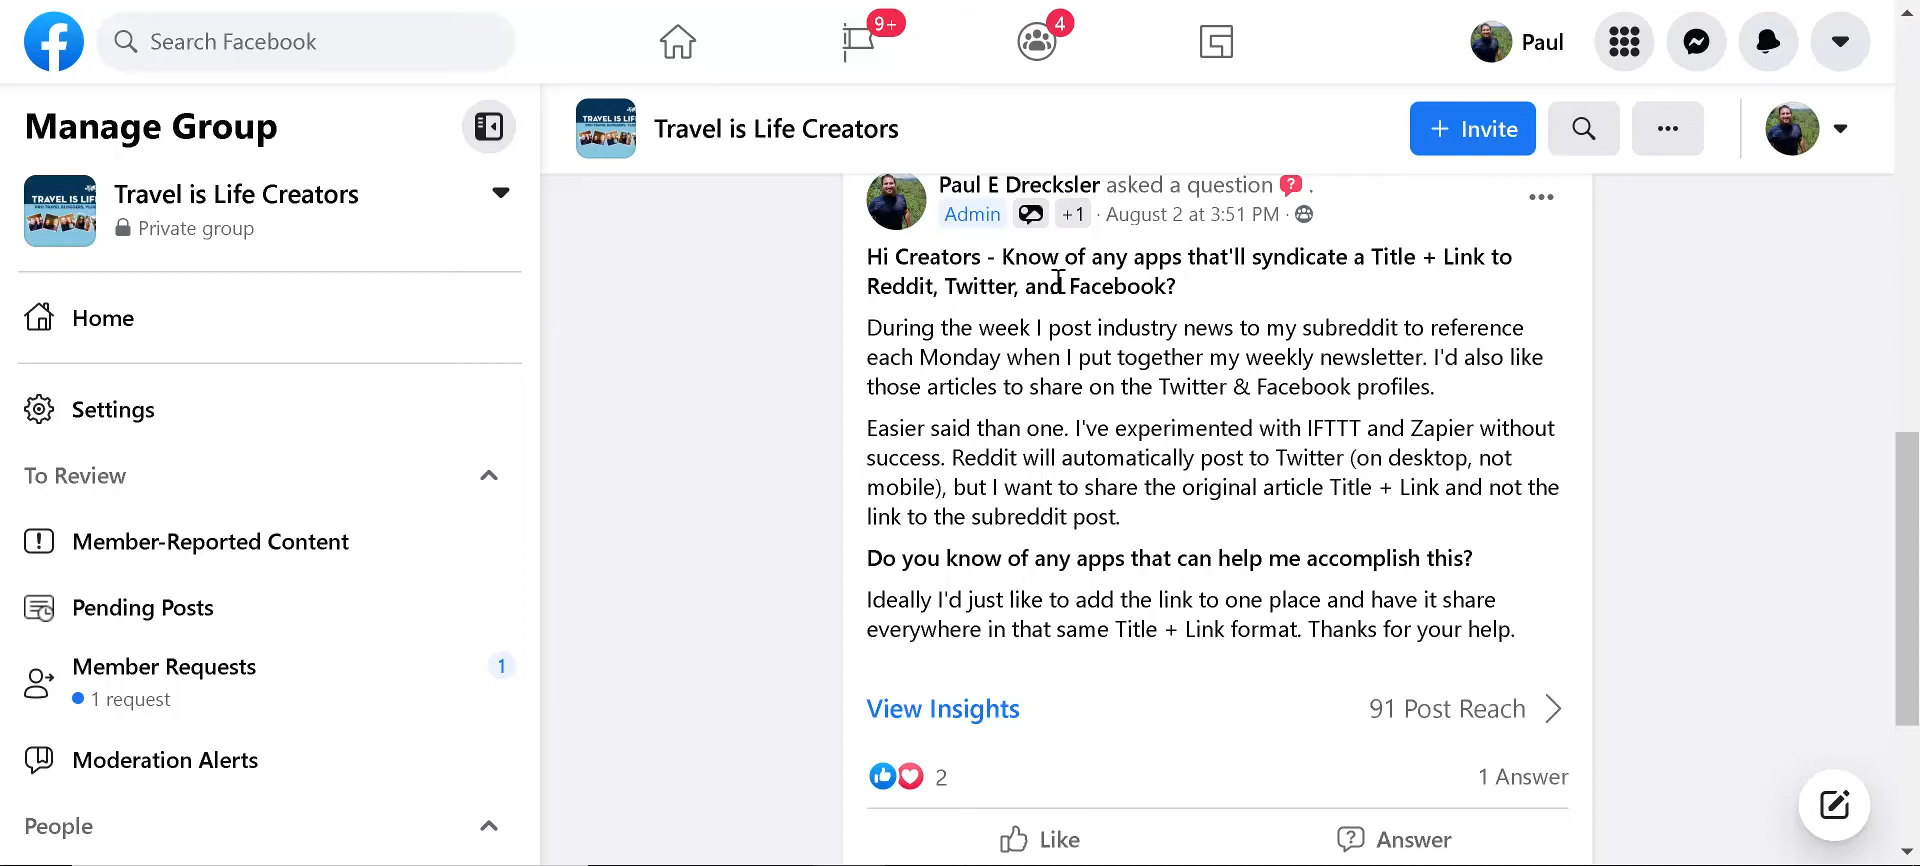 Search Facebook
9+
4
Paul
Manage Group
Travel is Life Creators
Private group
Home
Settings
To Review
Member-Reported Content
Pending Posts
Member Requests
1
1 request
Moderation Alerts
People
TRAVEL IS LIF
Travel is Life Creators
+ Invite
Paul E Drecksler asked a question .
Admin +1 · August 2 at 3:51 PM ·
Hi Creators - Know of any apps that'll syndicate a Title + Link to
Reddit, Twitter, and Facebook?
During the week I post industry news to my subreddit to reference
each Monday when I put together my weekly newsletter. I'd also like
those articles to share on the Twitter & Facebook profiles.
Easier said than one. I've experimented with IFTTT and Zapier without
success. Reddit will automatically post to Twitter (on desktop, not
mobile), but I want to share the original article Title + Link and not the
link to the subreddit post.
Do you know of any apps that can help me accomplish this?
Ideally I'd just like to add the link to one place and have it share
everywhere in that same Title + Link format. Thanks for your help.
View Insights
91 Post Reach
2
1 Answer
Like
Answer